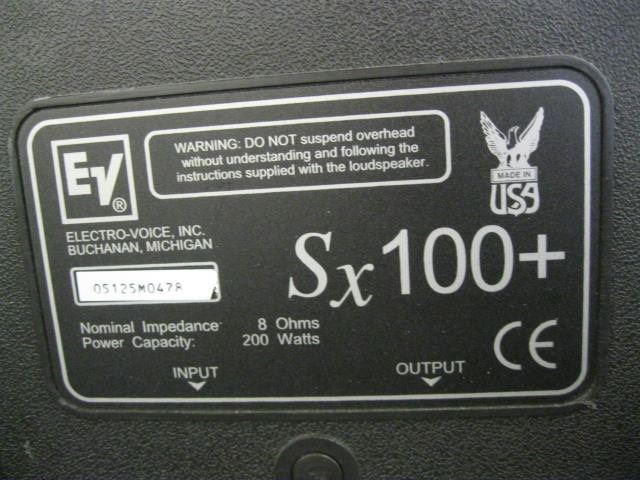 EV®
WARNING: DO NOT suspend overhead
without understanding and following the
instructions supplied with the loudspeaker.
MADE IN
USA
ELECTRO-VOICE, INC.
BUCHANAN, MICHIGAN
Sx100+
Nominal Impedance: 8 Ohms
Power Capacity: 200 Watts
CE
INPUT
OUTPUT